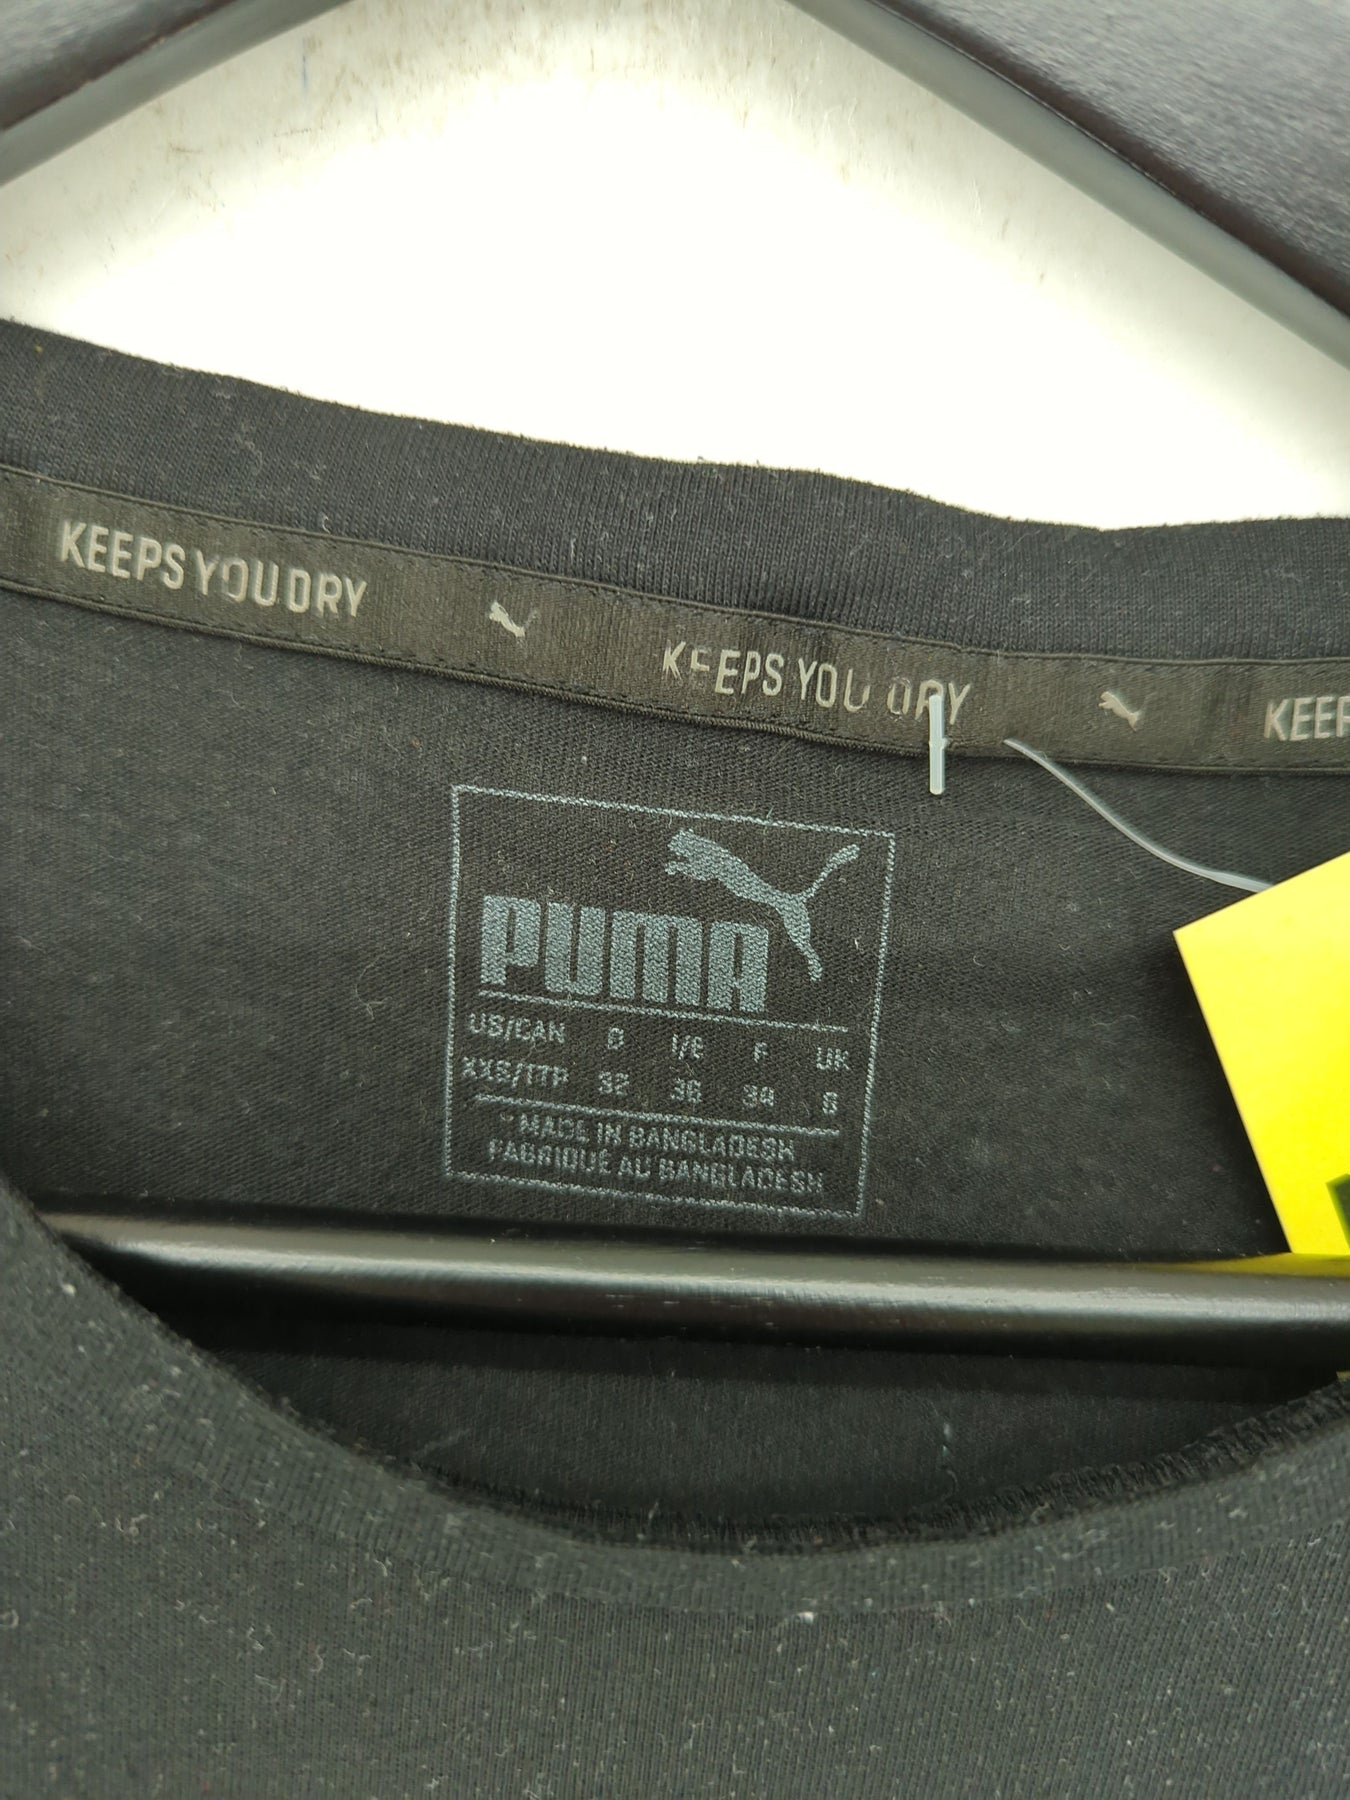 KEEPS YOU DRY KEEPS YOU DRY KEEP
PUMA
US/CAN D I/E F UK
XXS/TTP 32 36 34 6
MADE IN BANGLADESH
FABRIQUÉ AU BANGLADESH